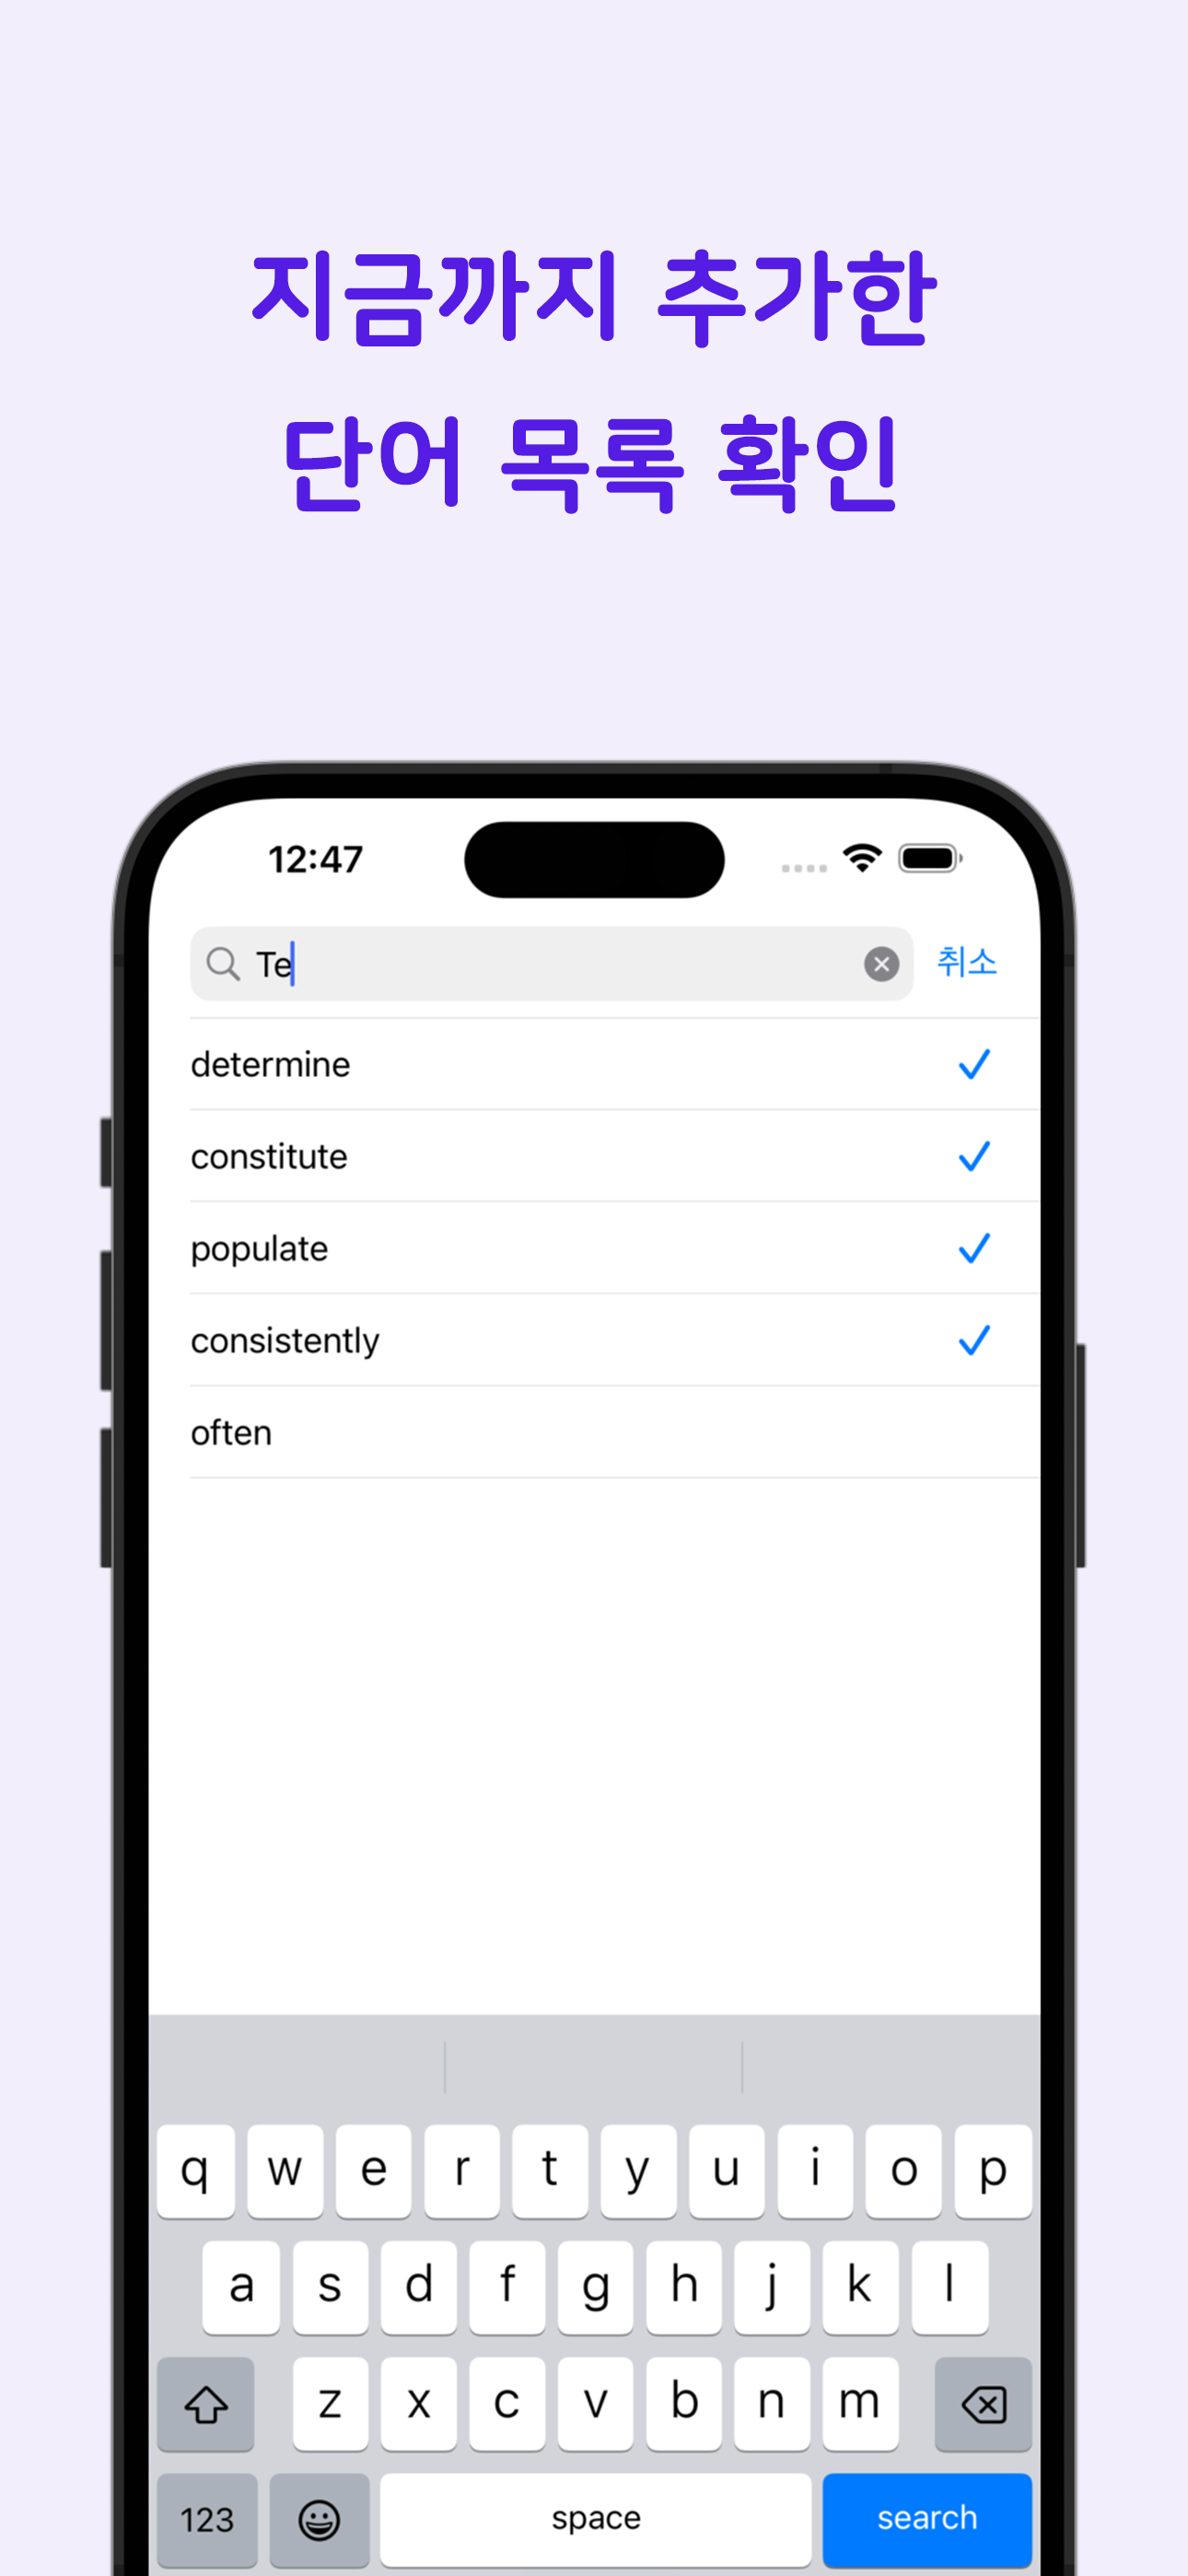 지금까지 추가한
단어 목록 확인
12:47
Te
취소
determine
constitute
populate
consistently
often
q w e r t y u i o p
a s d f g h j k l
z x c v b n m
123 space search